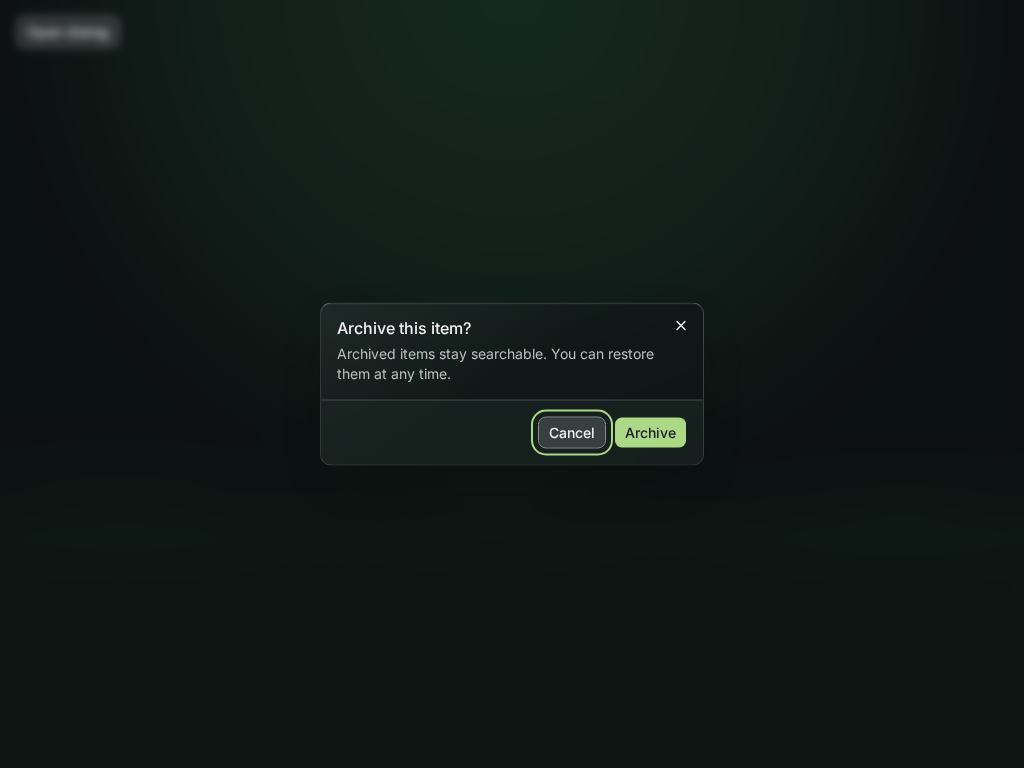 Archive this item?
Archived items stay searchable. You can restore
them at any time.
Cancel
Archive